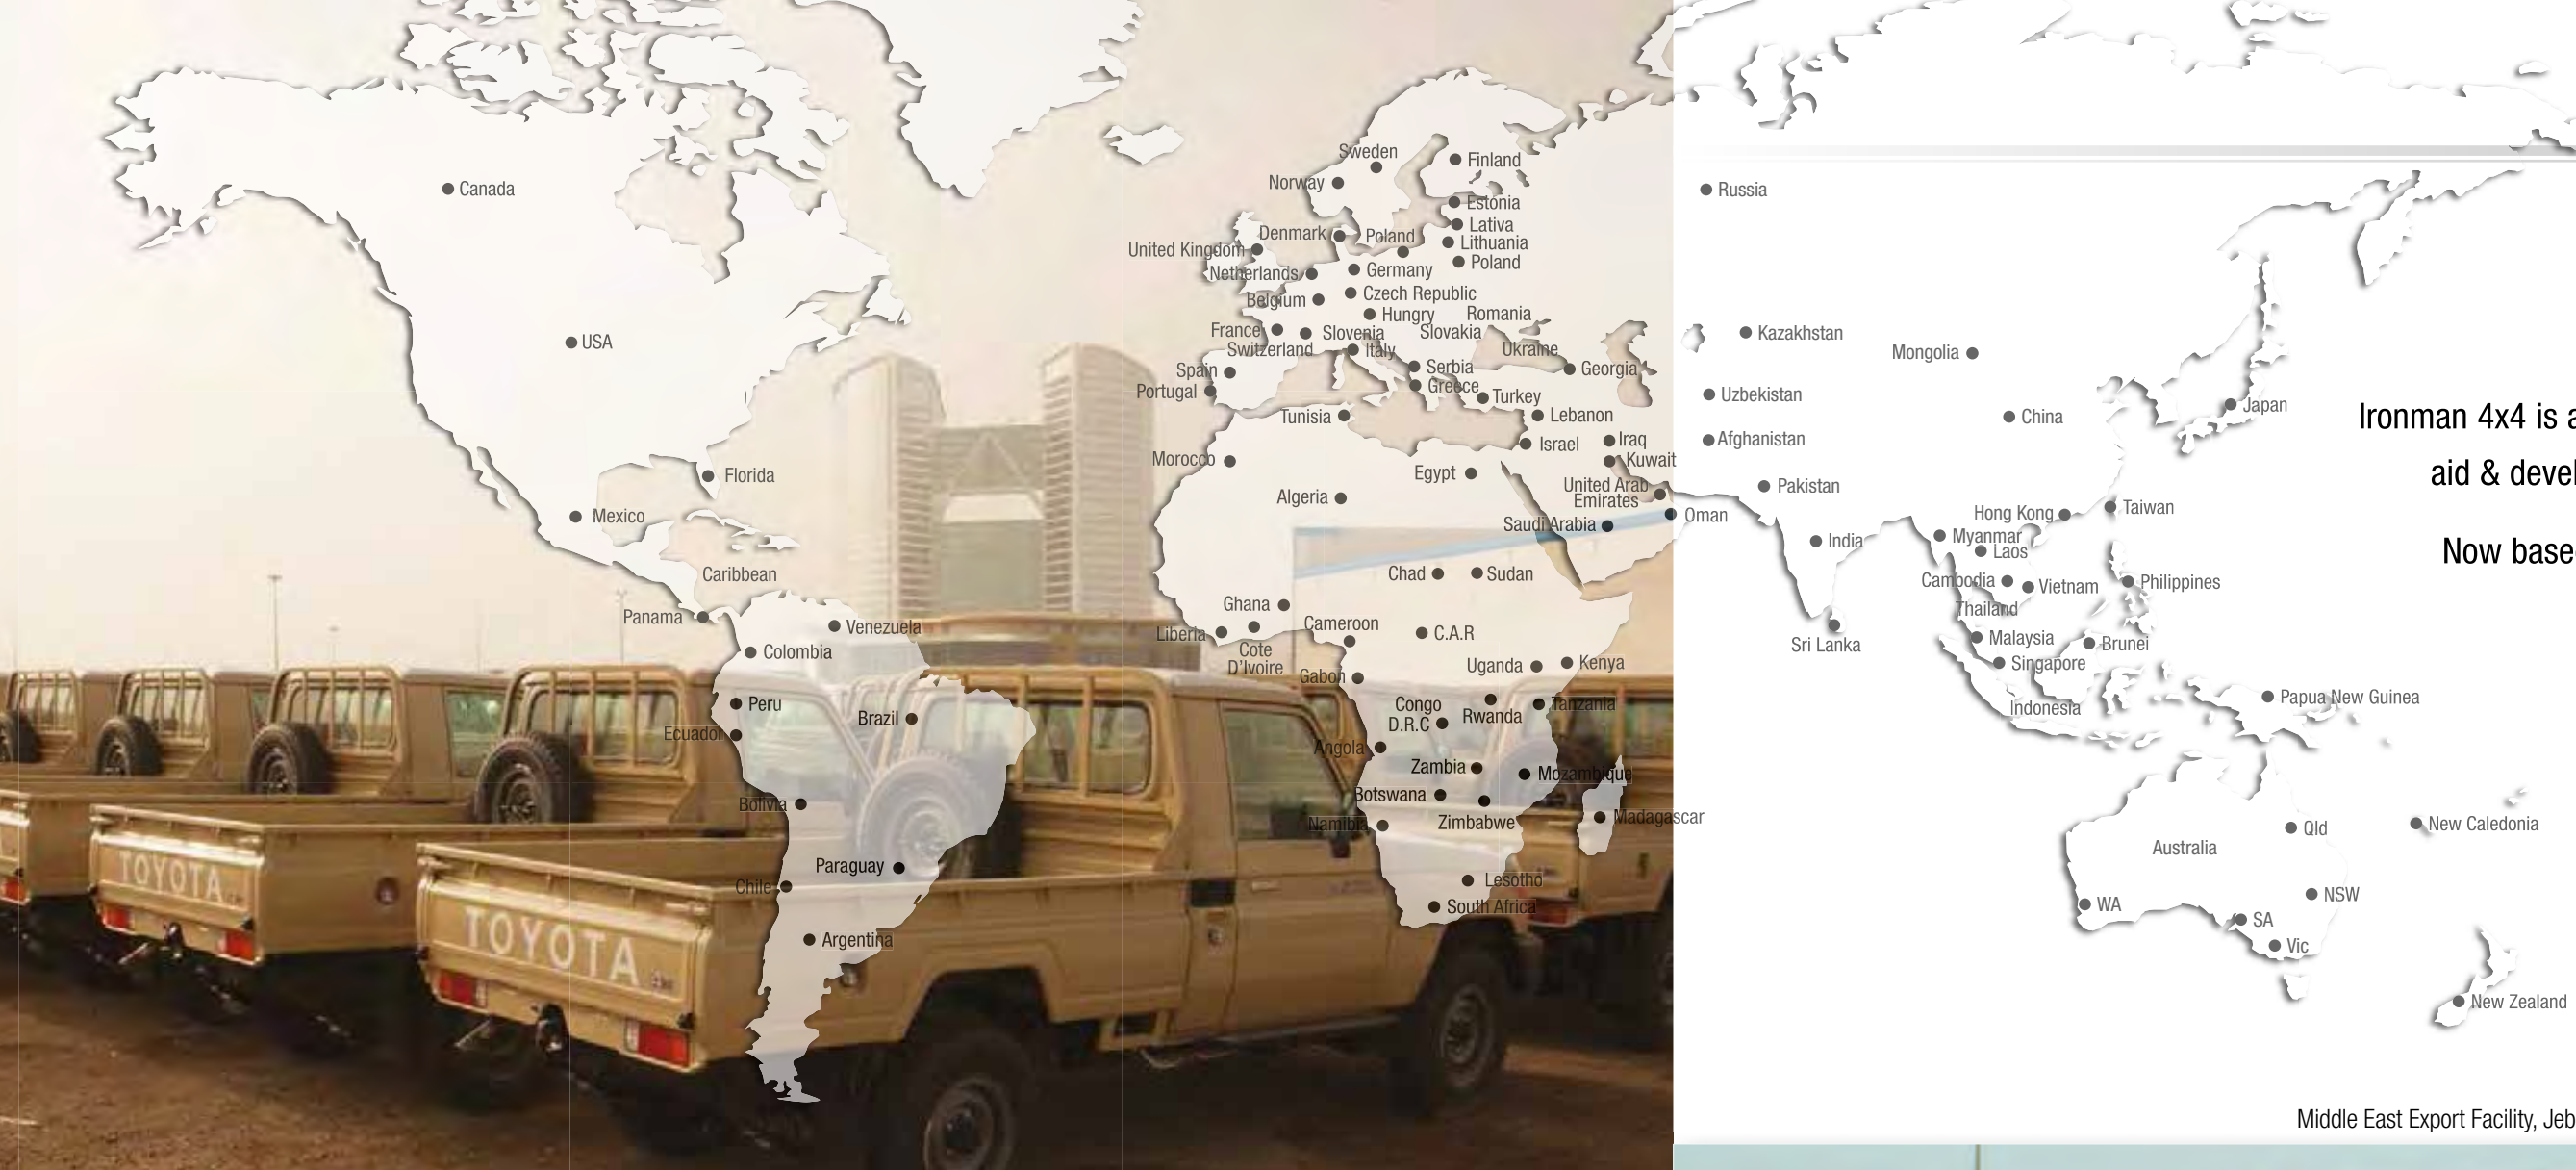 Sweden
Finland
Norway
Canada
Russia
Estonia
Lativa
Denmark
Poland
Lithuania
United Kingdom
Poland
Netherlands
Germany
Belgium
Czech Republic
Hungry
Romania
France
Slovenia
Slovakia
Kazakhstan
USA
Switzerland
Italy
Ukraine
Mongolia
Spain
Serbia
Georgia
Portugal
Greece
Turkey
Uzbekistan
Japan
Tunisia
Lebanon
China
Ironman 4x4 is a
Israel
Iraq
Afghanistan
Morocco
Kuwait
Florida
Egypt
aid & devel
Algeria
United Arab
Emirates
Pakistan
Mexico
Saudi Arabia
Oman
Hong Kong
Taiwan
India
Myanmar
Laos
Now base
Caribbean
Chad
Sudan
Cambodia
Vietnam
Philippines
Ghana
Thailand
Panama
Venezuela
Liberia
Cameroon
C.A.R
Cote
D'Ivoire
Sri Lanka
Malaysia
Brunei
Colombia
Gabon
Uganda
Kenya
Singapore
Peru
Brazil
Congo
D.R.C
Rwanda
Tanzania
Indonesia
Papua New Guinea
Ecuador
Angola
Zambia
Mozambique
Bolivia
Botswana
Namibia
Zimbabwe
Madagascar
Qld
New Caledonia
Australia
Paraguay
Chile
Lesotho
NSW
TOYOTA
South Africa
WA
SA
TOYOTA
Argentina
Vic
New Zealand
Middle East Export Facility, Jeb